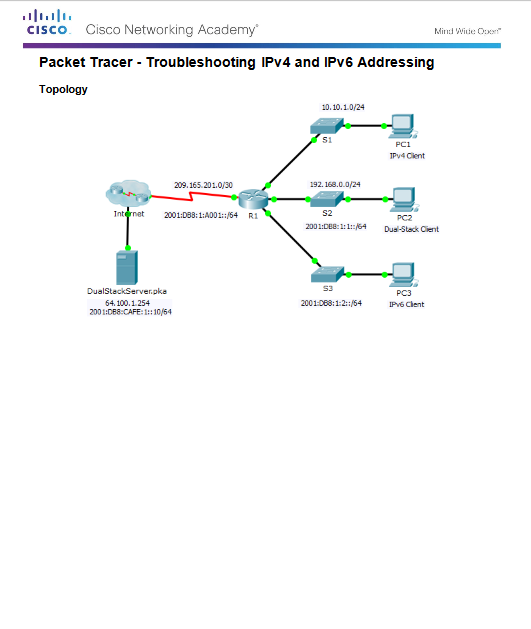 CISCO Cisco Networking Academy® Mind Wide Open®
Packet Tracer - Troubleshooting IPv4 and IPv6 Addressing
Topology
10.10.1.0/24
S1
PC1
IPv4 Client
209.165.201.0/30
192.168.0.0/24
Internet
2001:DB8:1:A001::/64
R1
S2
PC2
2001:DB8:1:1::/64
Dual-Stack Client
DualStackServer.pka
64.100.1.254
2001:DB8:CAFE:1::10/64
S3
PC3
2001:DB8:1:2::/64
IPv6 Client